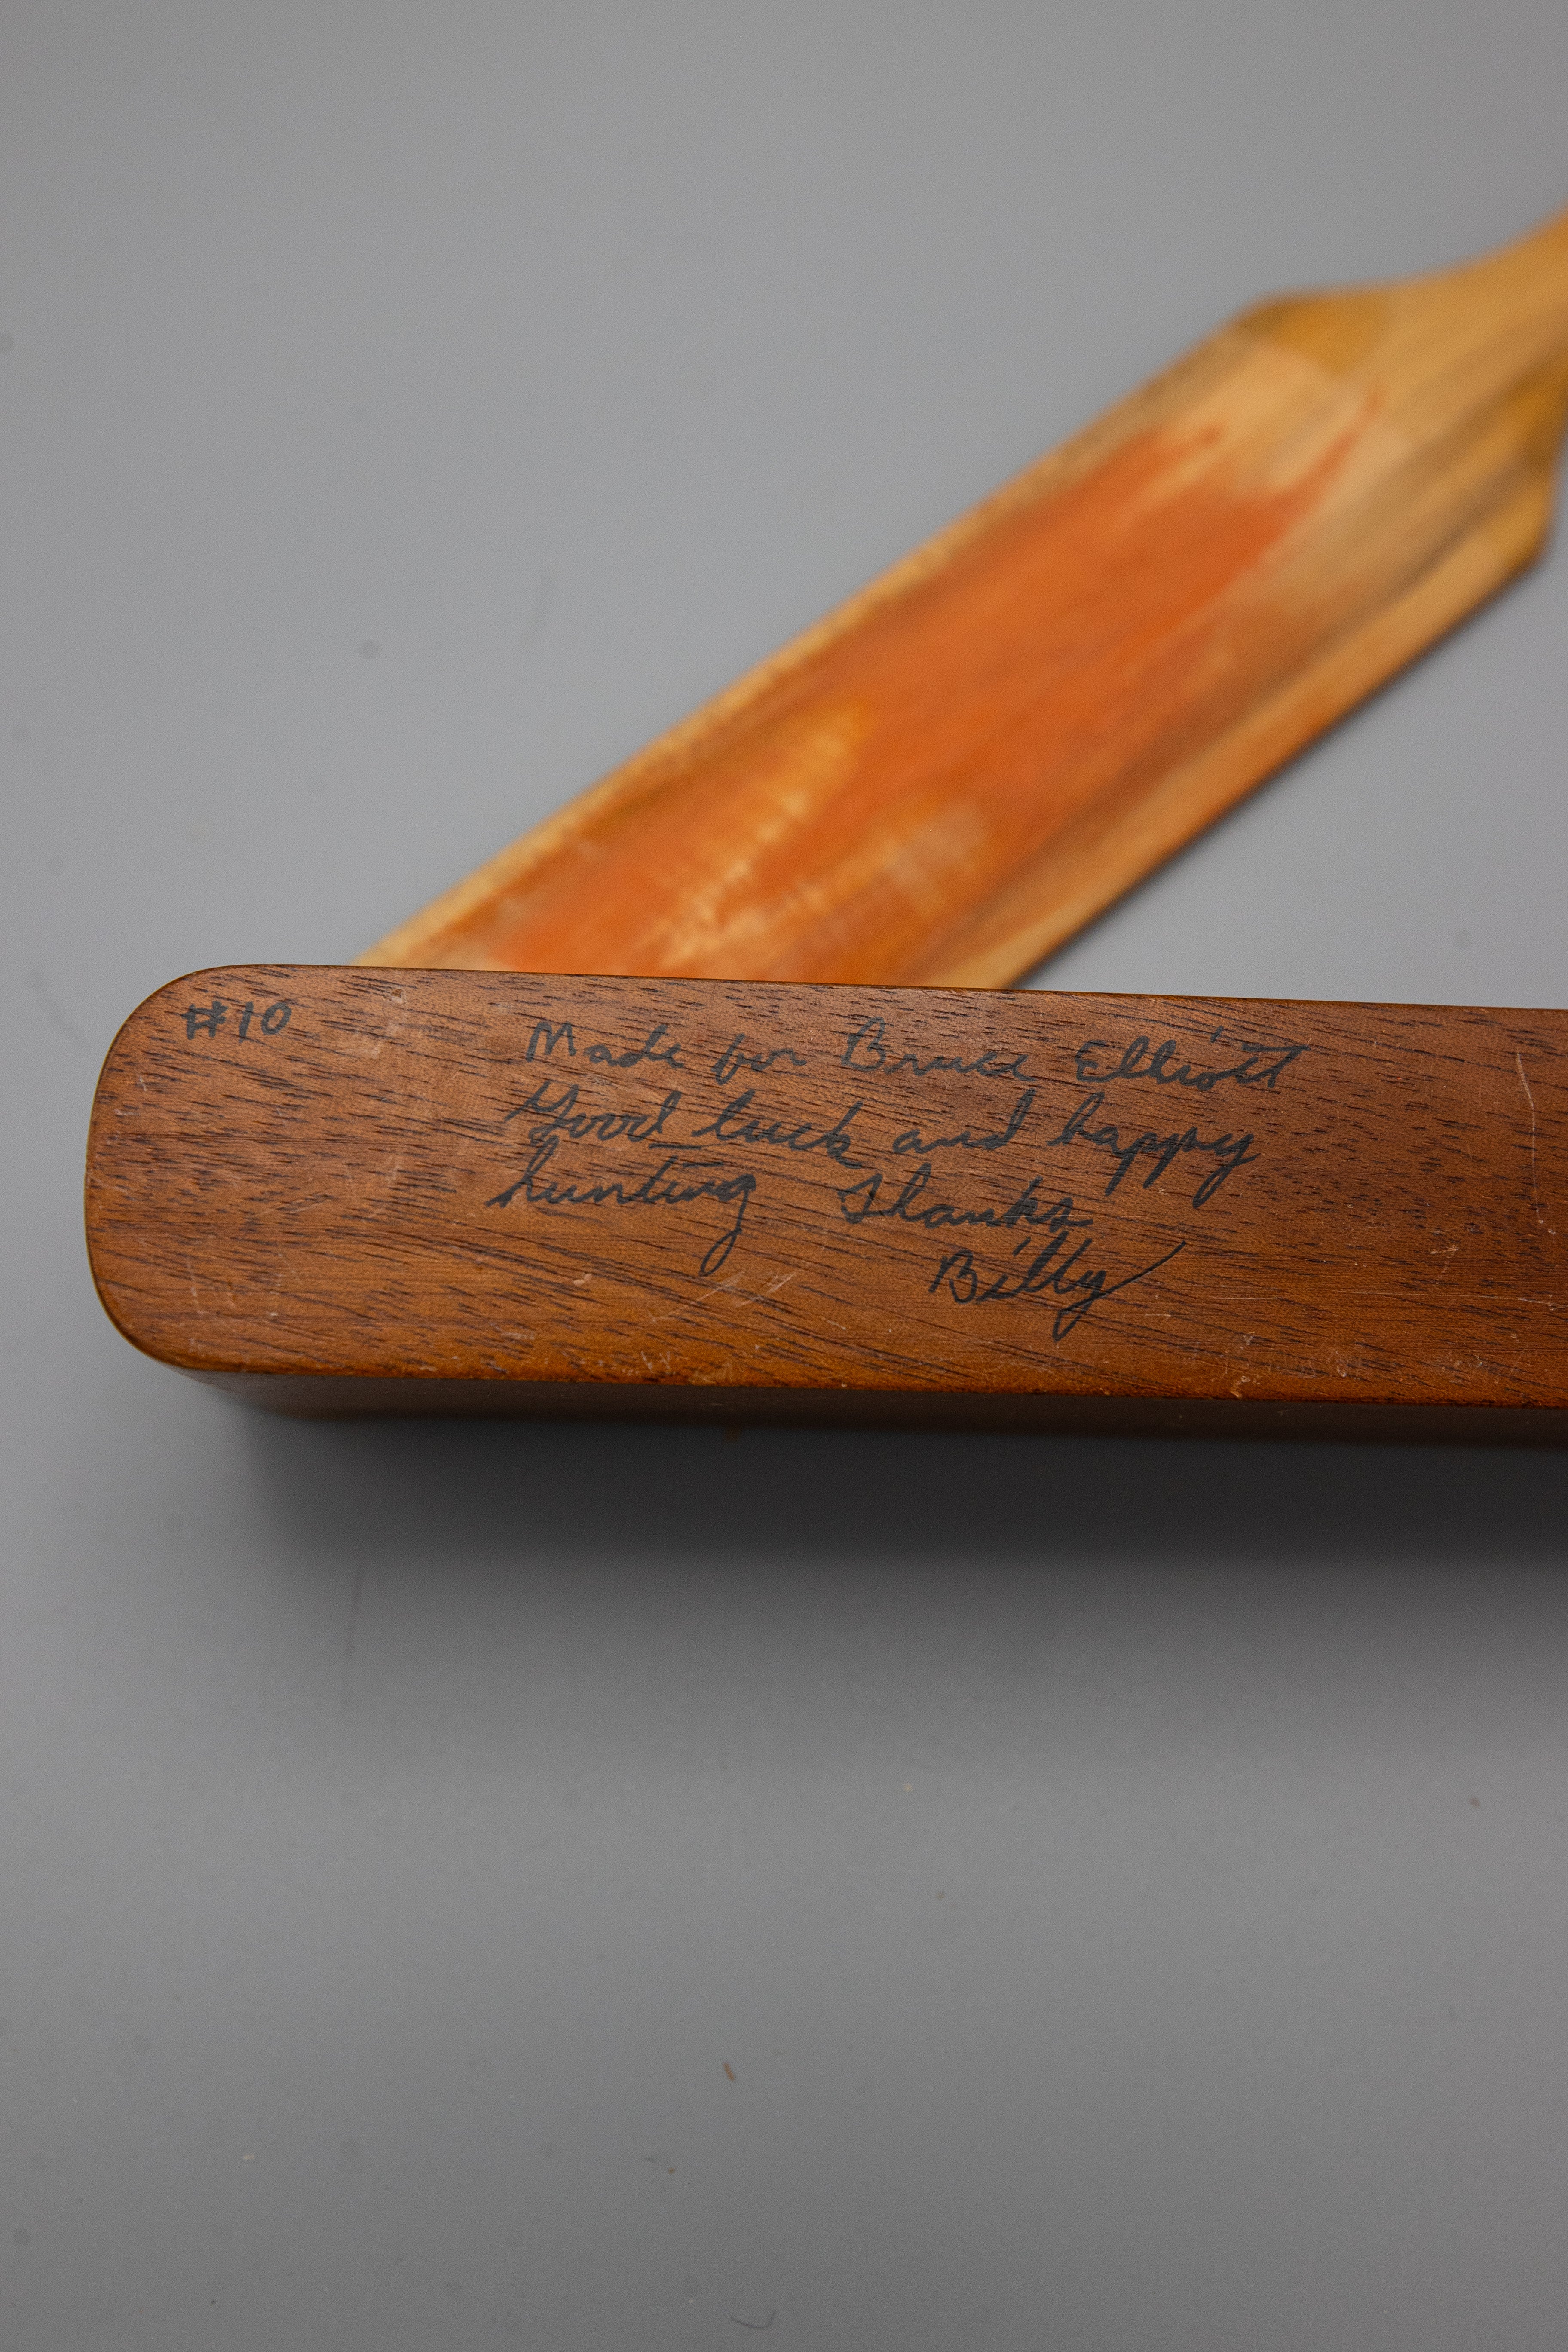 #10
Made for Bruce Elliott
Good luck and happy
hunting Thanks
Billy